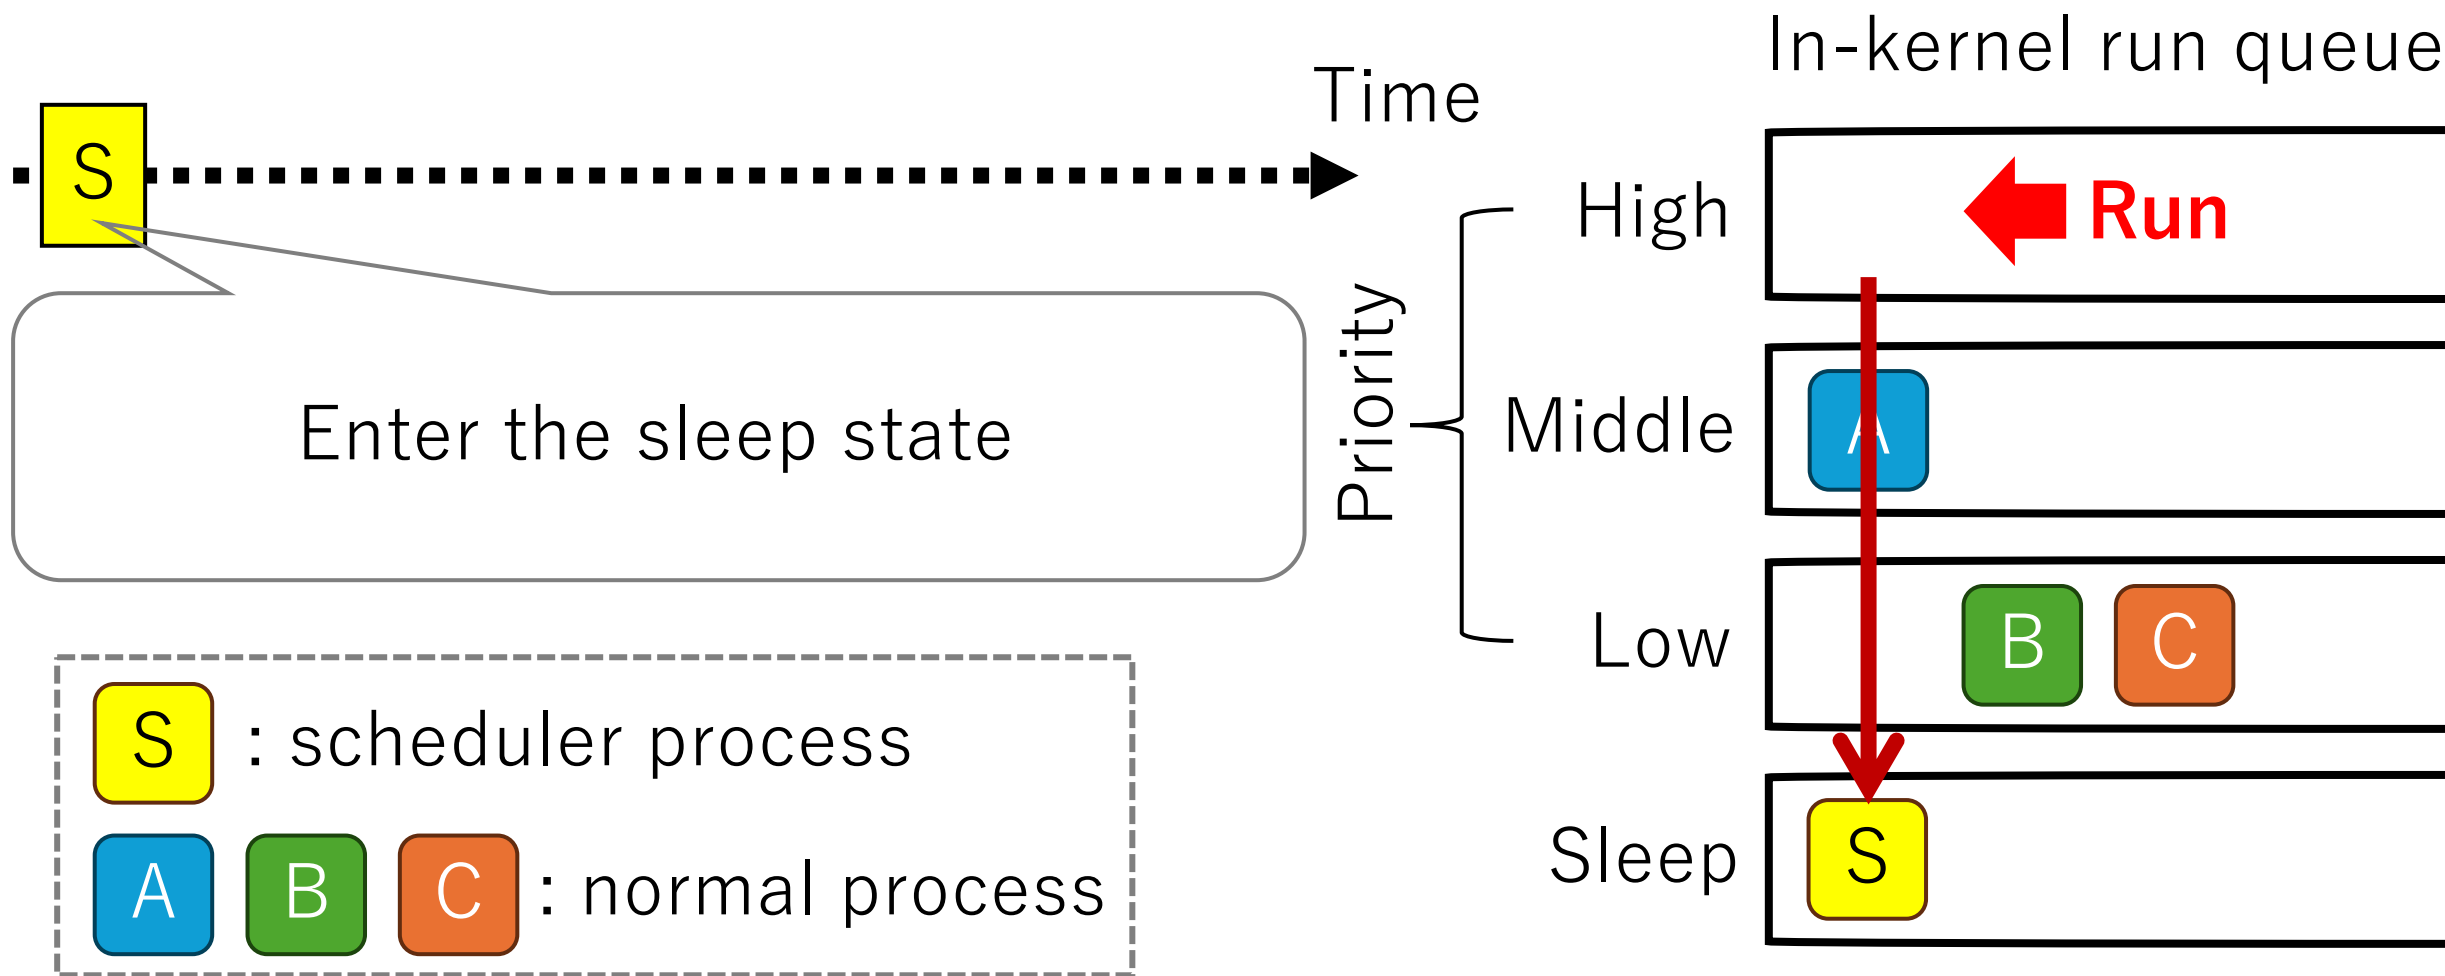 In-kernel run queue
Time
S
High
Run
Priority
Enter the sleep state
Middle
A
Low
B C
S : scheduler process
Sleep
S
A B C : normal process